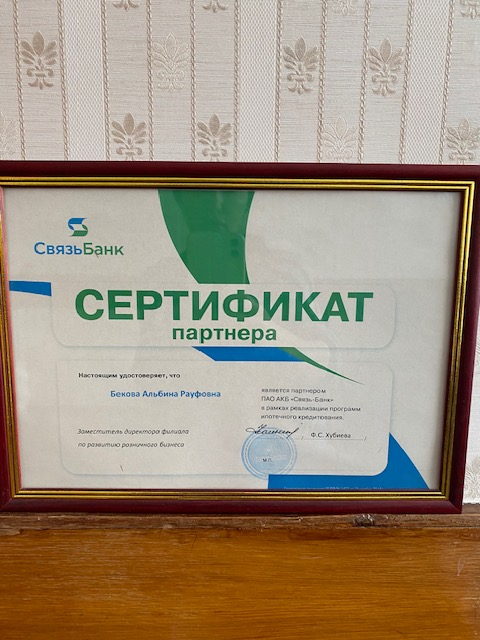 СвязьБанк
СЕРТИФИКАТ
партнера
Настоящим удостоверяет, что
Бекова Альбина Рауфовна
является партнером
ПАО АКБ «Связь-Банк»
в рамках реализации программ
ипотечного кредитования.
Заместитель директора филиала
по развитию розничного бизнеса
Ф.С. Хубиева
М.П.